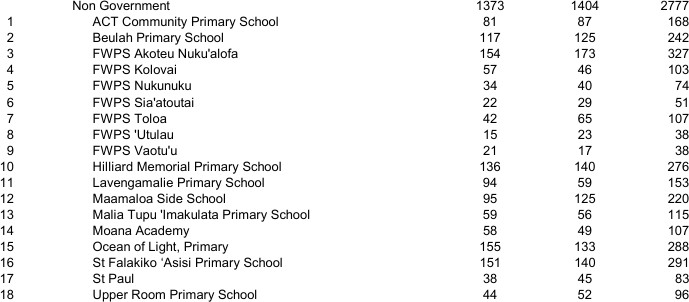 Non Government 1373 1404 2777
1 ACT Community Primary School 81 87 168
2 Beulah Primary School 117 125 242
3 FWPS Akoteu Nuku'alofa 154 173 327
4 FWPS Kolovai 57 46 103
5 FWPS Nukunuku 34 40 74
6 FWPS Sia'atoutai 22 29 51
7 FWPS Toloa 42 65 107
8 FWPS 'Utulau 15 23 38
9 FWPS Vaotu'u 21 17 38
10 Hilliard Memorial Primary School 136 140 276
11 Lavengamalie Primary School 94 59 153
12 Maamaloa Side School 95 125 220
13 Malia Tupu 'Imakulata Primary School 59 56 115
14 Moana Academy 58 49 107
15 Ocean of Light, Primary 155 133 288
16 St Falakiko ‘Asisi Primary School 151 140 291
17 St Paul 38 45 83
18 Upper Room Primary School 44 52 96